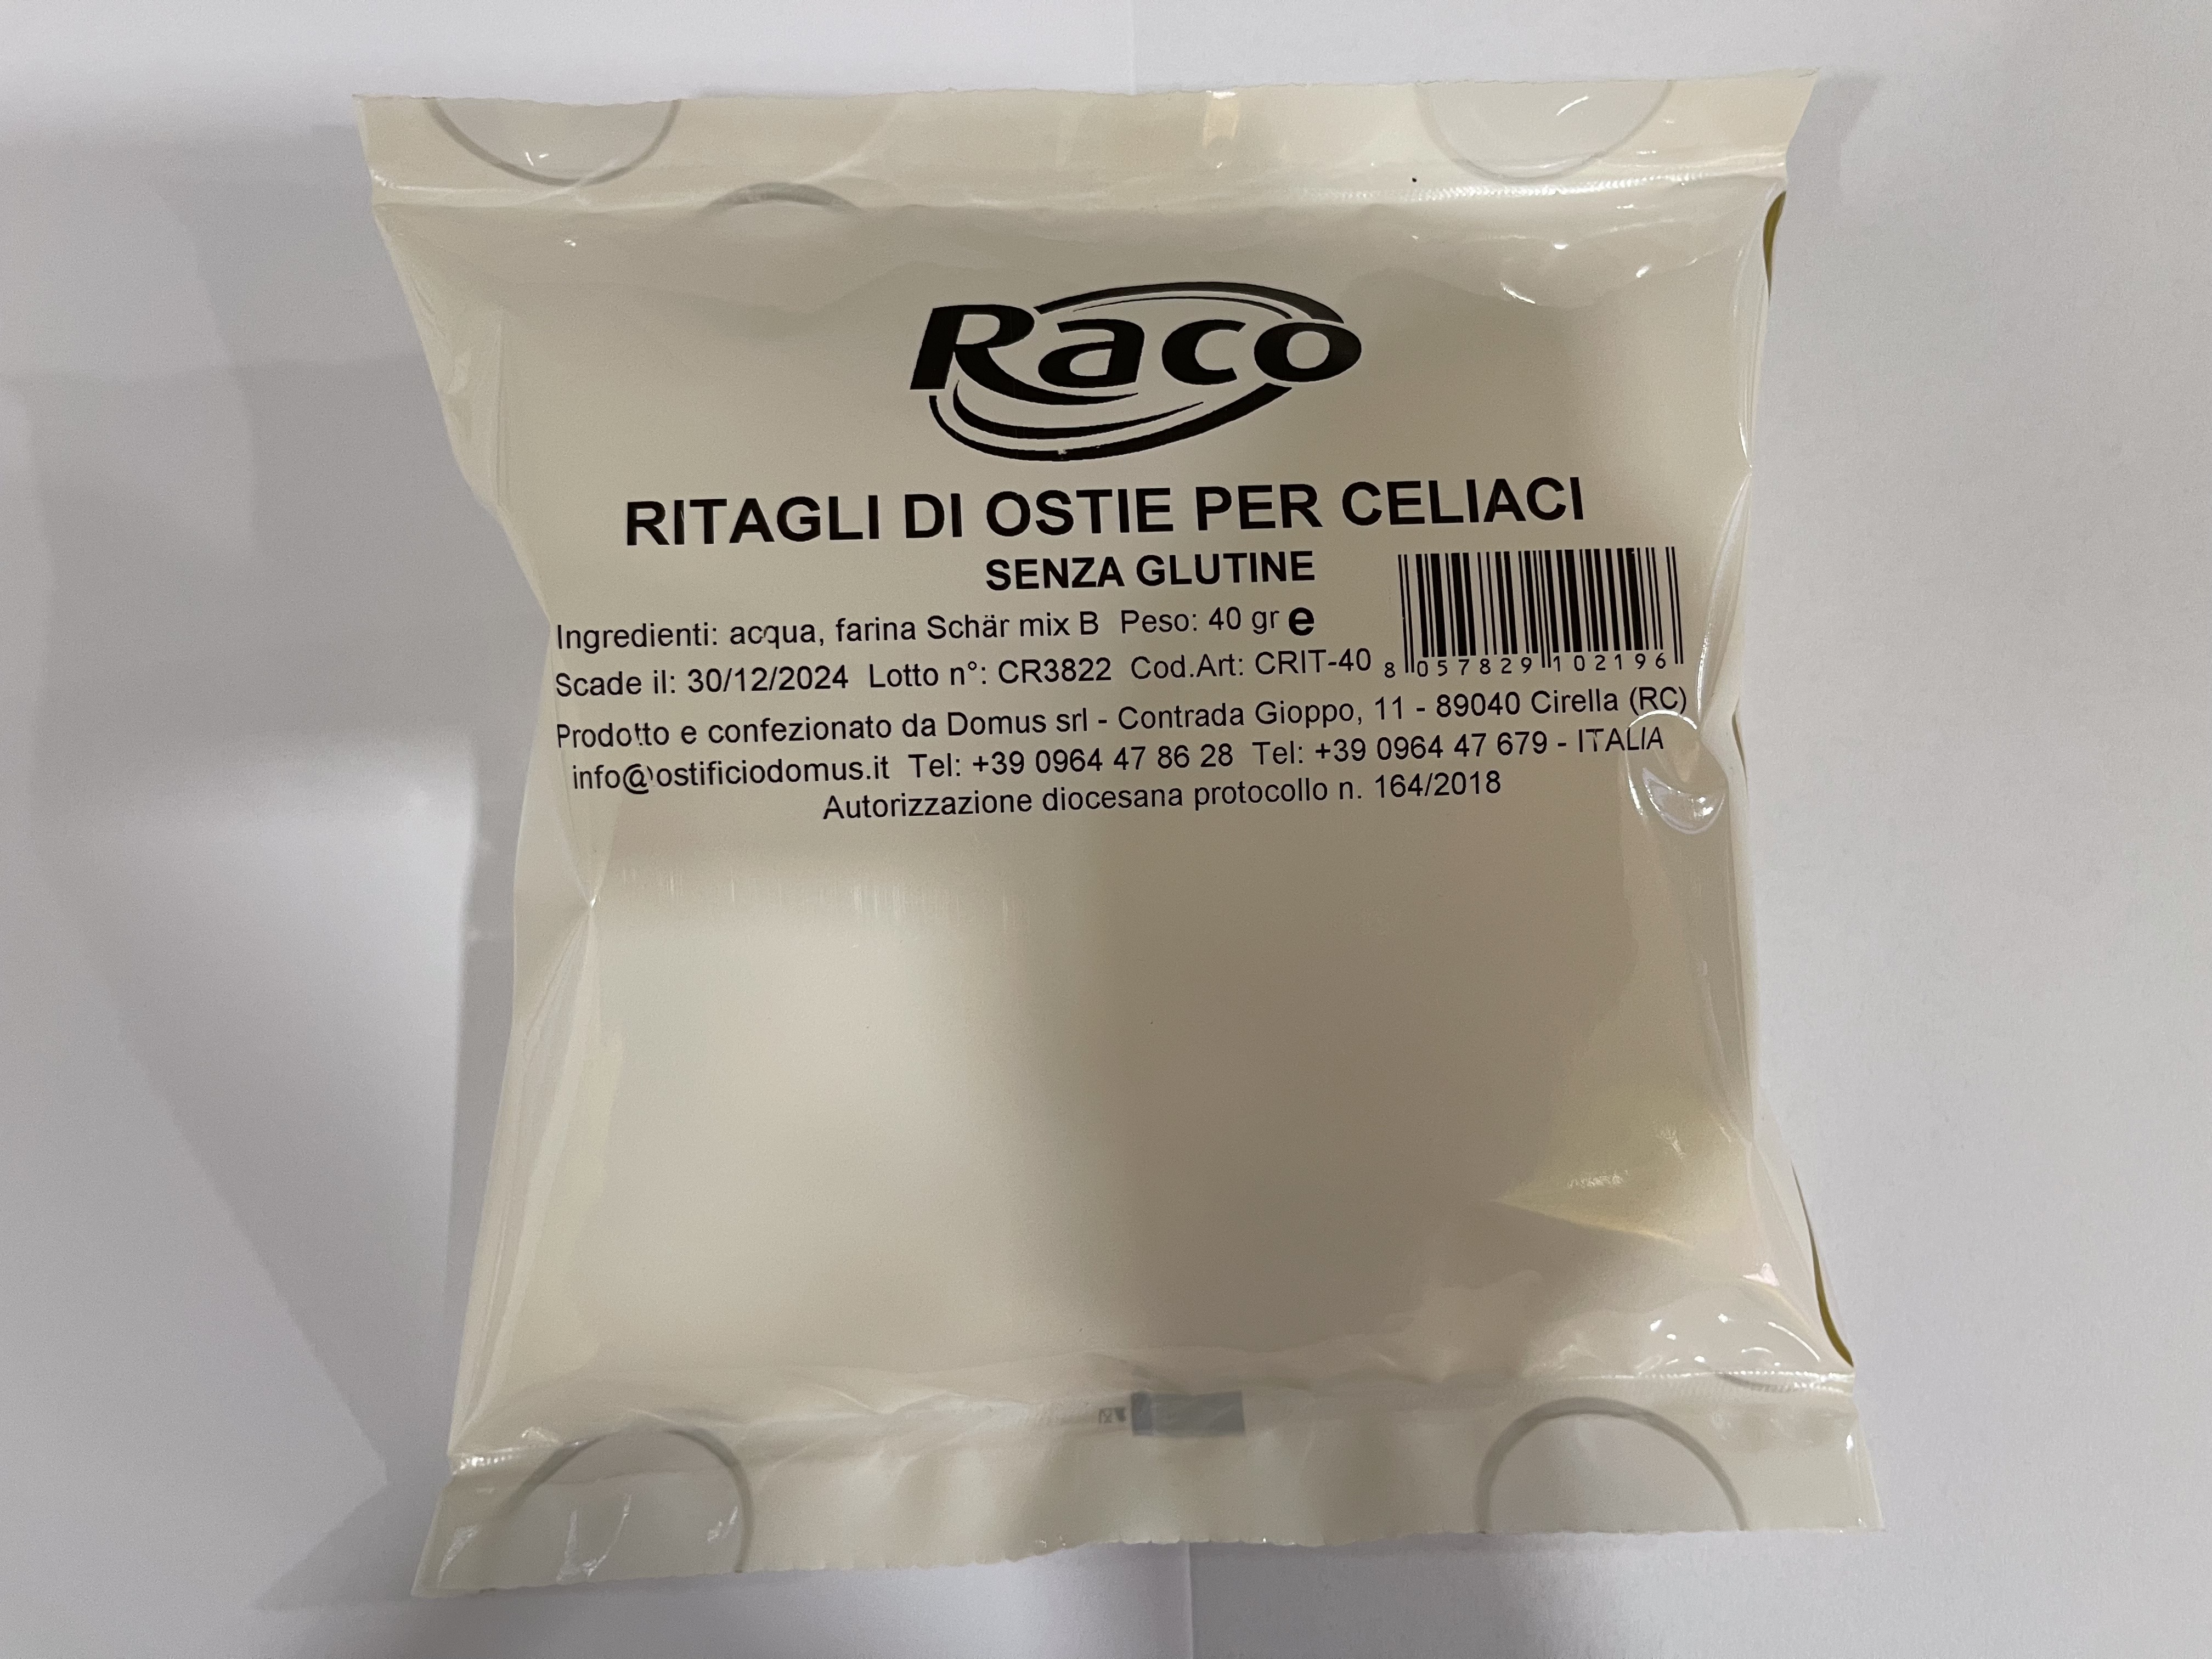 Raco
RITAGLI DI OSTIE PER CELIACI
SENZA GLUTINE
Ingredienti: acqua, farina Schär mix B Peso: 40 gr e
Scade il: 30/12/2024 Lotto n°: CR3822 Cod.Art: CRIT-40
8 057829 102196
Prodotto e confezionato da Domus srl - Contrada Gioppo, 11 - 89040 Cirella (RC)
info@ostificiodomus.it Tel: +39 0964 47 86 28 Tel: +39 0964 47 679 - ITALIA
Autorizzazione diocesana protocollo n. 164/2018